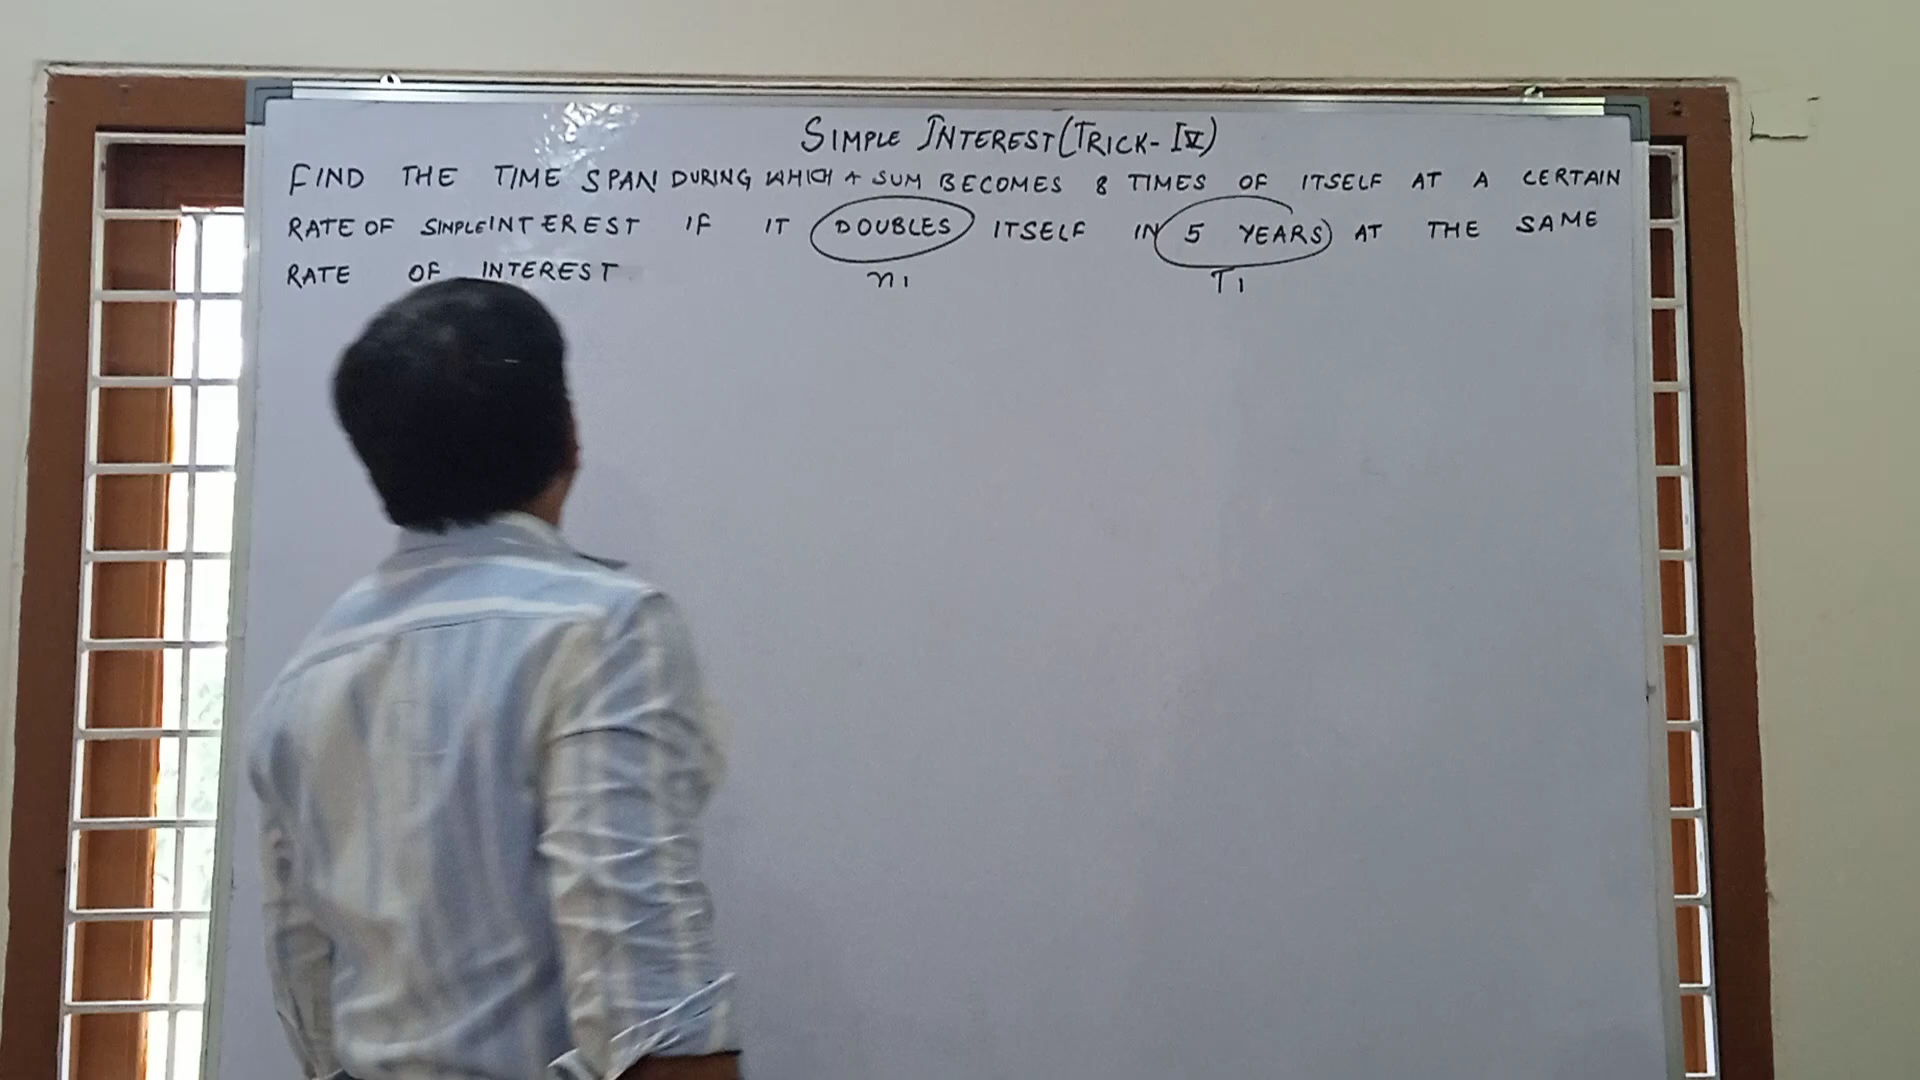 SIMPLE INTEREST (TRICK-IV)
FIND THE TIME SPAN DURING WHICH A SUM BECOMES 8 TIMES OF ITSELF AT A CERTAIN
RATE OF SIMPLE INTEREST IF IT DOUBLES ITSELF IN 5 YEARS AT THE SAME
RATE OF INTEREST n1 T1